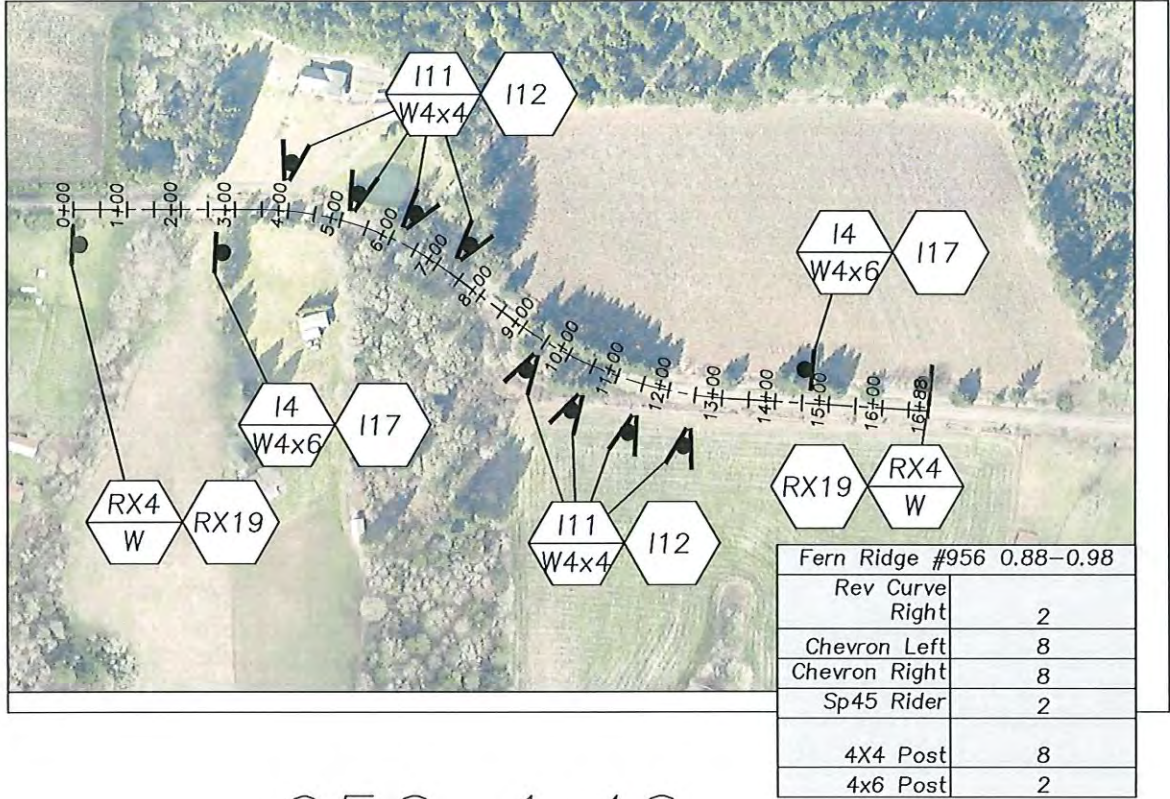 I11
W4x4
I12
0+00
1+00
2+00
3+00
4+00
5+00
6+00
7+00
8+00
9+00
10+00
11+00
12+00
13+00
14+00
15+00
16+00
16+88
I4
W4x6
I17
I4
W4x6
I17
RX4
W
RX19
I11
W4x4
I12
RX19
RX4
W
Fern Ridge #956 0.88-0.98
Rev Curve
Right 2
Chevron Left 8
Chevron Right 8
Sp45 Rider 2
4X4 Post 8
4x6 Post 2